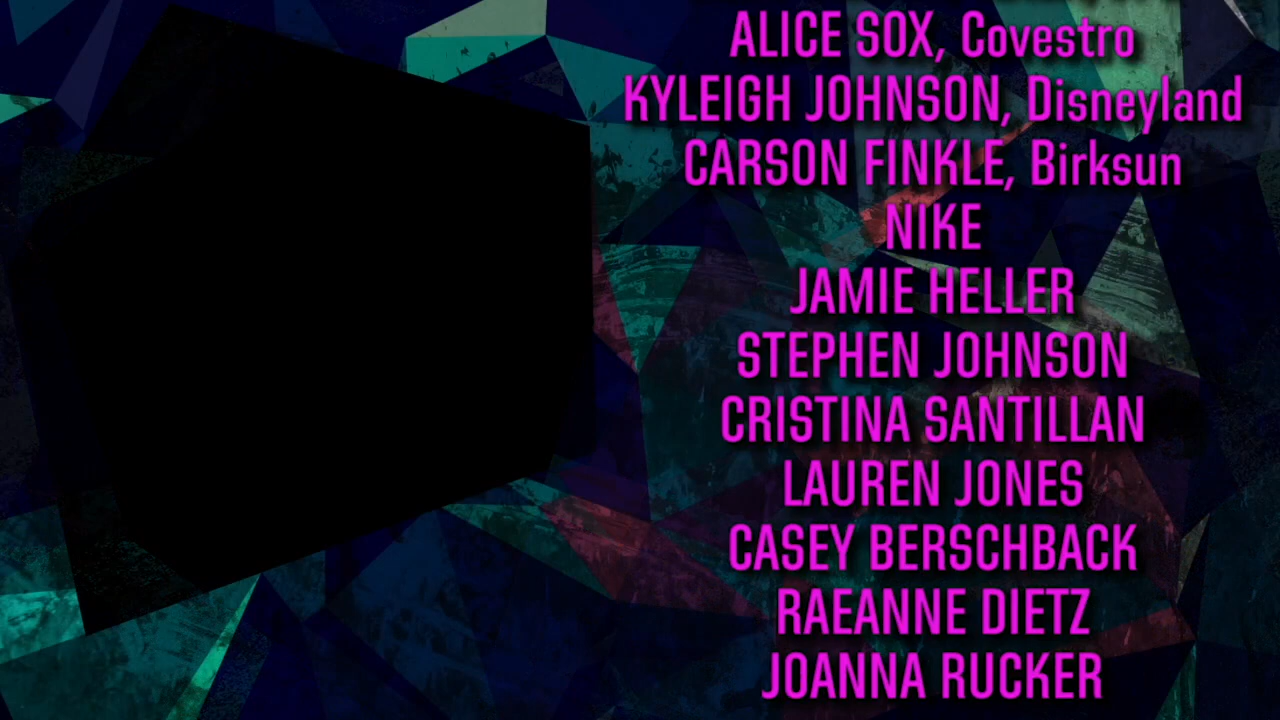 ALICE SOX, Covestro
KYLEIGH JOHNSON, Disneyland
CARSON FINKLE, Birksun
NIKE
JAMIE HELLER
STEPHEN JOHNSON
CRISTINA SANTILLAN
LAUREN JONES
CASEY BERSCHBACK
RAEANNE DIETZ
JOANNA RUCKER